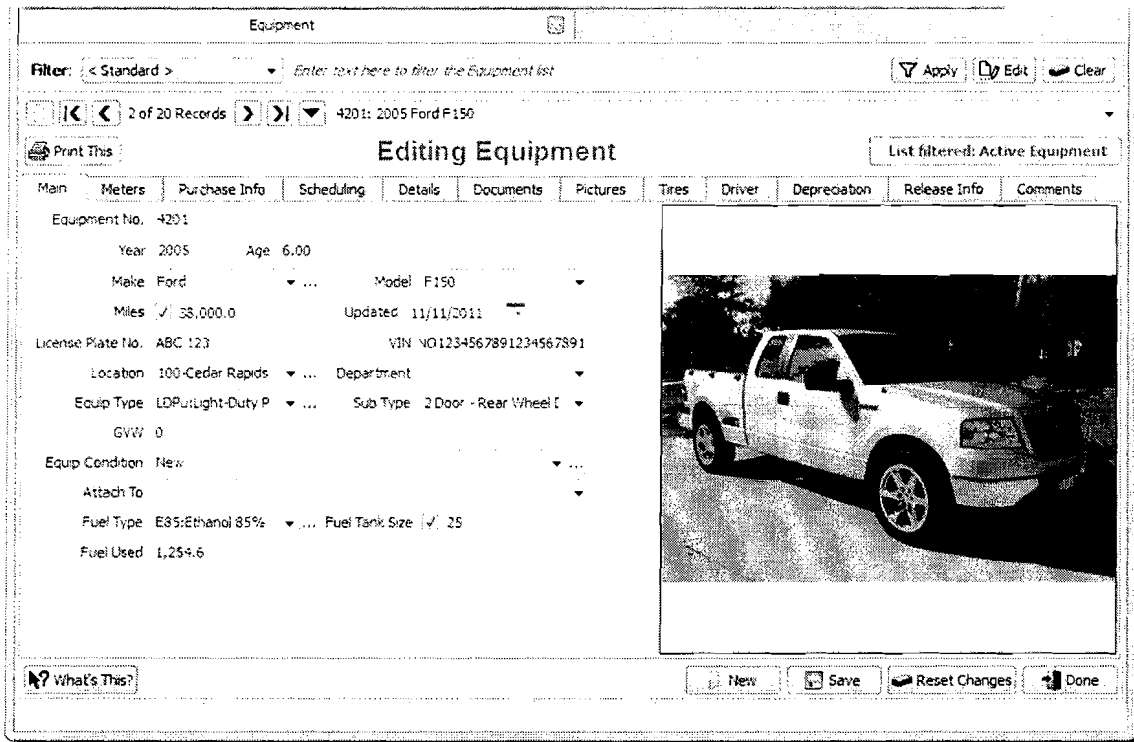 Equipment
Filter: < Standard > Enter text here to filter the Equipment list Apply Edit Clear
2 of 20 Records 4201: 2005 Ford F150
Print This Editing Equipment List filtered: Active Equipment
Main Meters Purchase Info Scheduling Details Documents Pictures Tires Driver Depreciation Release Info Comments
Equipment No. 4201
Year 2005 Age 6.00
Make Ford ... Model F150
Miles 38,000.0 Updated 11/11/2011
License Plate No. ABC 123 VIN NO1234567891234567891
Location 100-Cedar Rapids ... Department
Equip Type LDPu:Light-Duty P ... Sub Type 2 Door - Rear Wheel D
GVW 0
Equip Condition New ...
Attach To
Fuel Type E85:Ethanol 85% ... Fuel Tank Size 25
Fuel Used 1,254.6
What's This? New Save Reset Changes Done